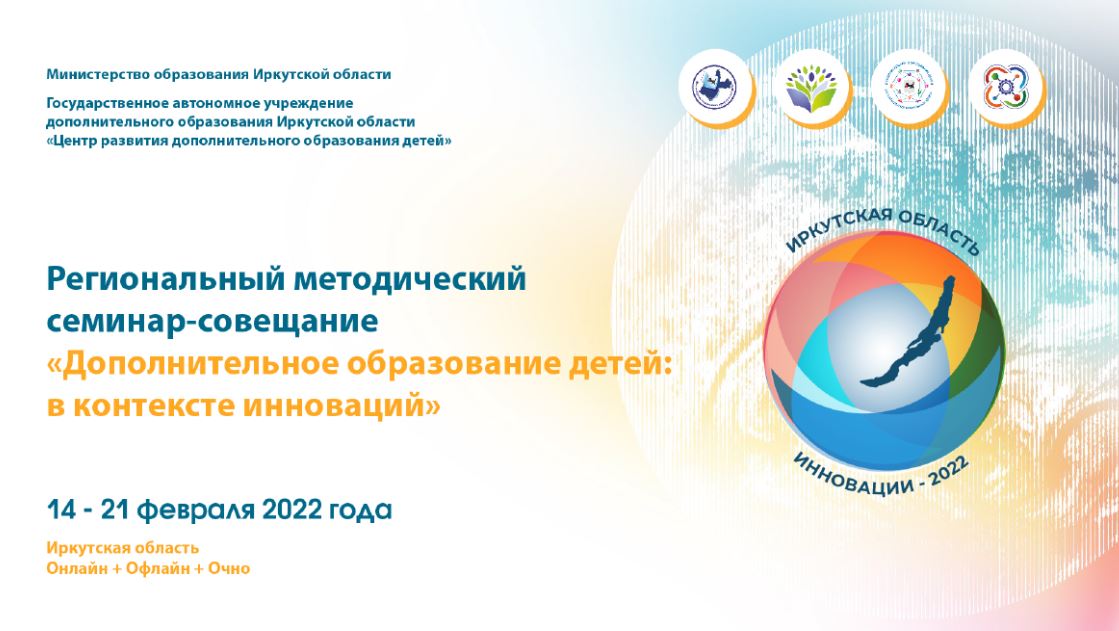 Министерство образования Иркутской области
Государственное автономное учреждение
дополнительного образования Иркутской области
«Центр развития дополнительного образования детей»
Региональный методический
семинар-совещание
«Дополнительное образование детей:
в контексте инноваций»
14 - 21 февраля 2022 года
Иркутская область
Онлайн + Офлайн + Очно
ИРКУТСКАЯ ОБЛАСТЬ
ИННОВАЦИИ - 2022